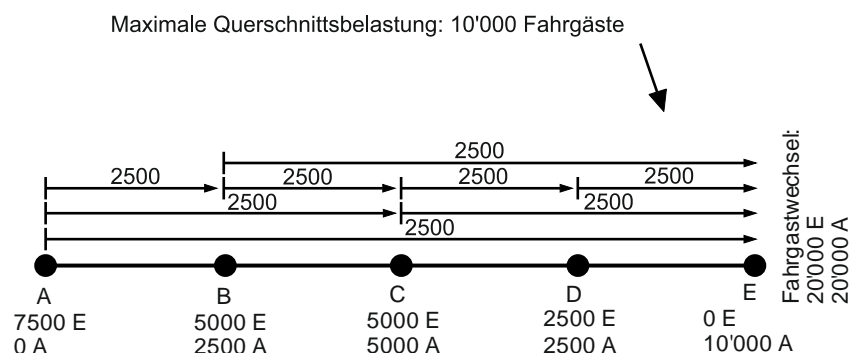 Maximale Querschnittsbelastung: 10'000 Fahrgäste
2500
2500 2500 2500 2500
2500 2500
2500
A B C D E
7500 E 5000 E 5000 E 2500 E 0 E
0 A 2500 A 5000 A 2500 A 10'000 A
Fahrgastwechsel:
20'000 E
20'000 A